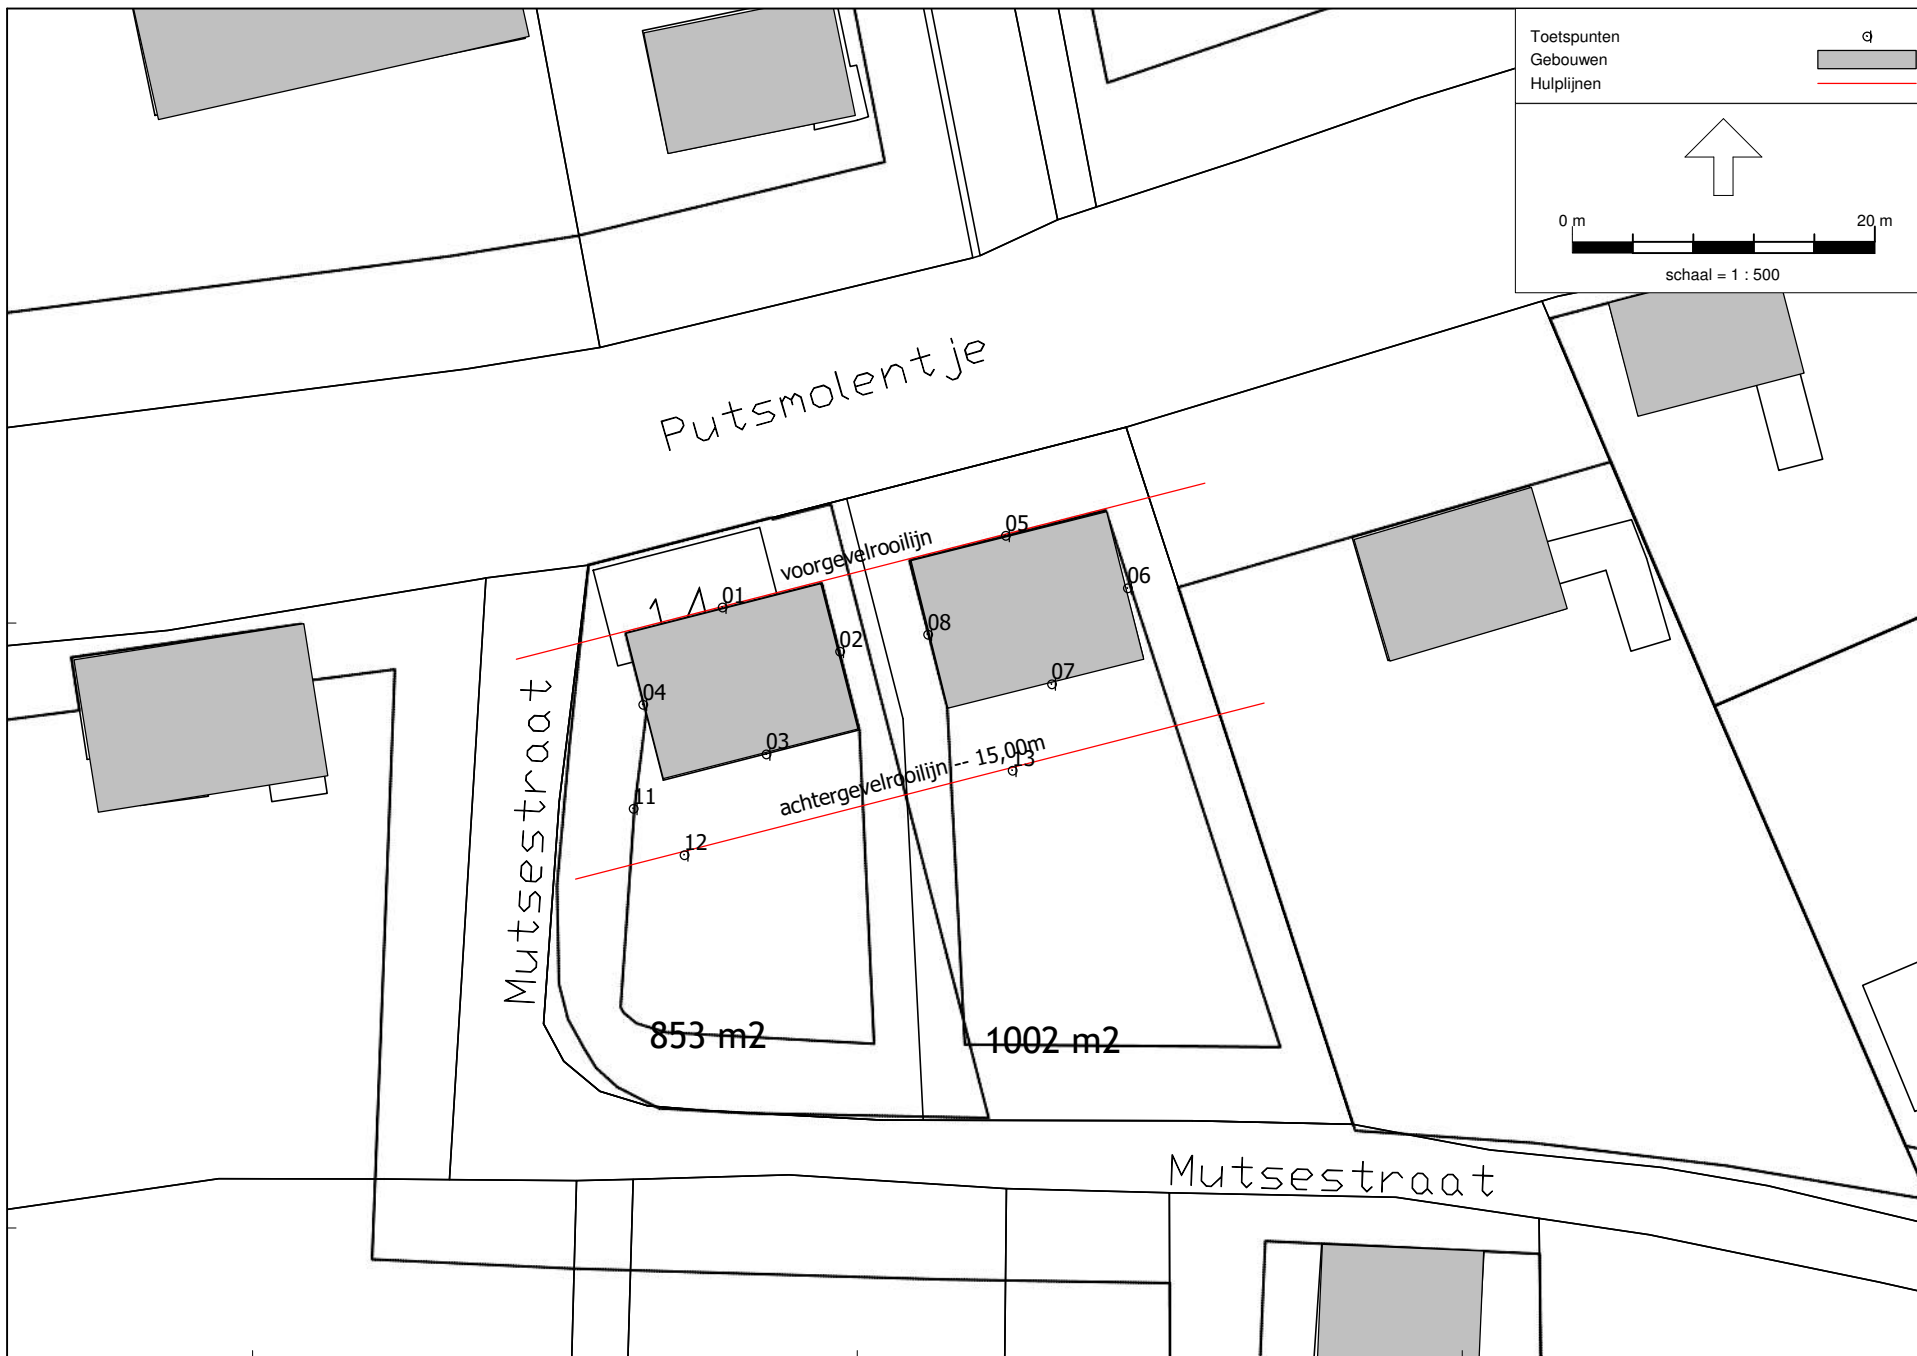 Toetspunten
Gebouwen
Hulplijnen
0 m 20 m
schaal = 1 : 500
Putsmolentje
voorgevelrooilijn
05
01
06
14
08
02
07
04
03
achtergevelrooilijn -- 15,00m
13
11
12
Mutsestraat
853 m2
1002 m2
Mutsestraat